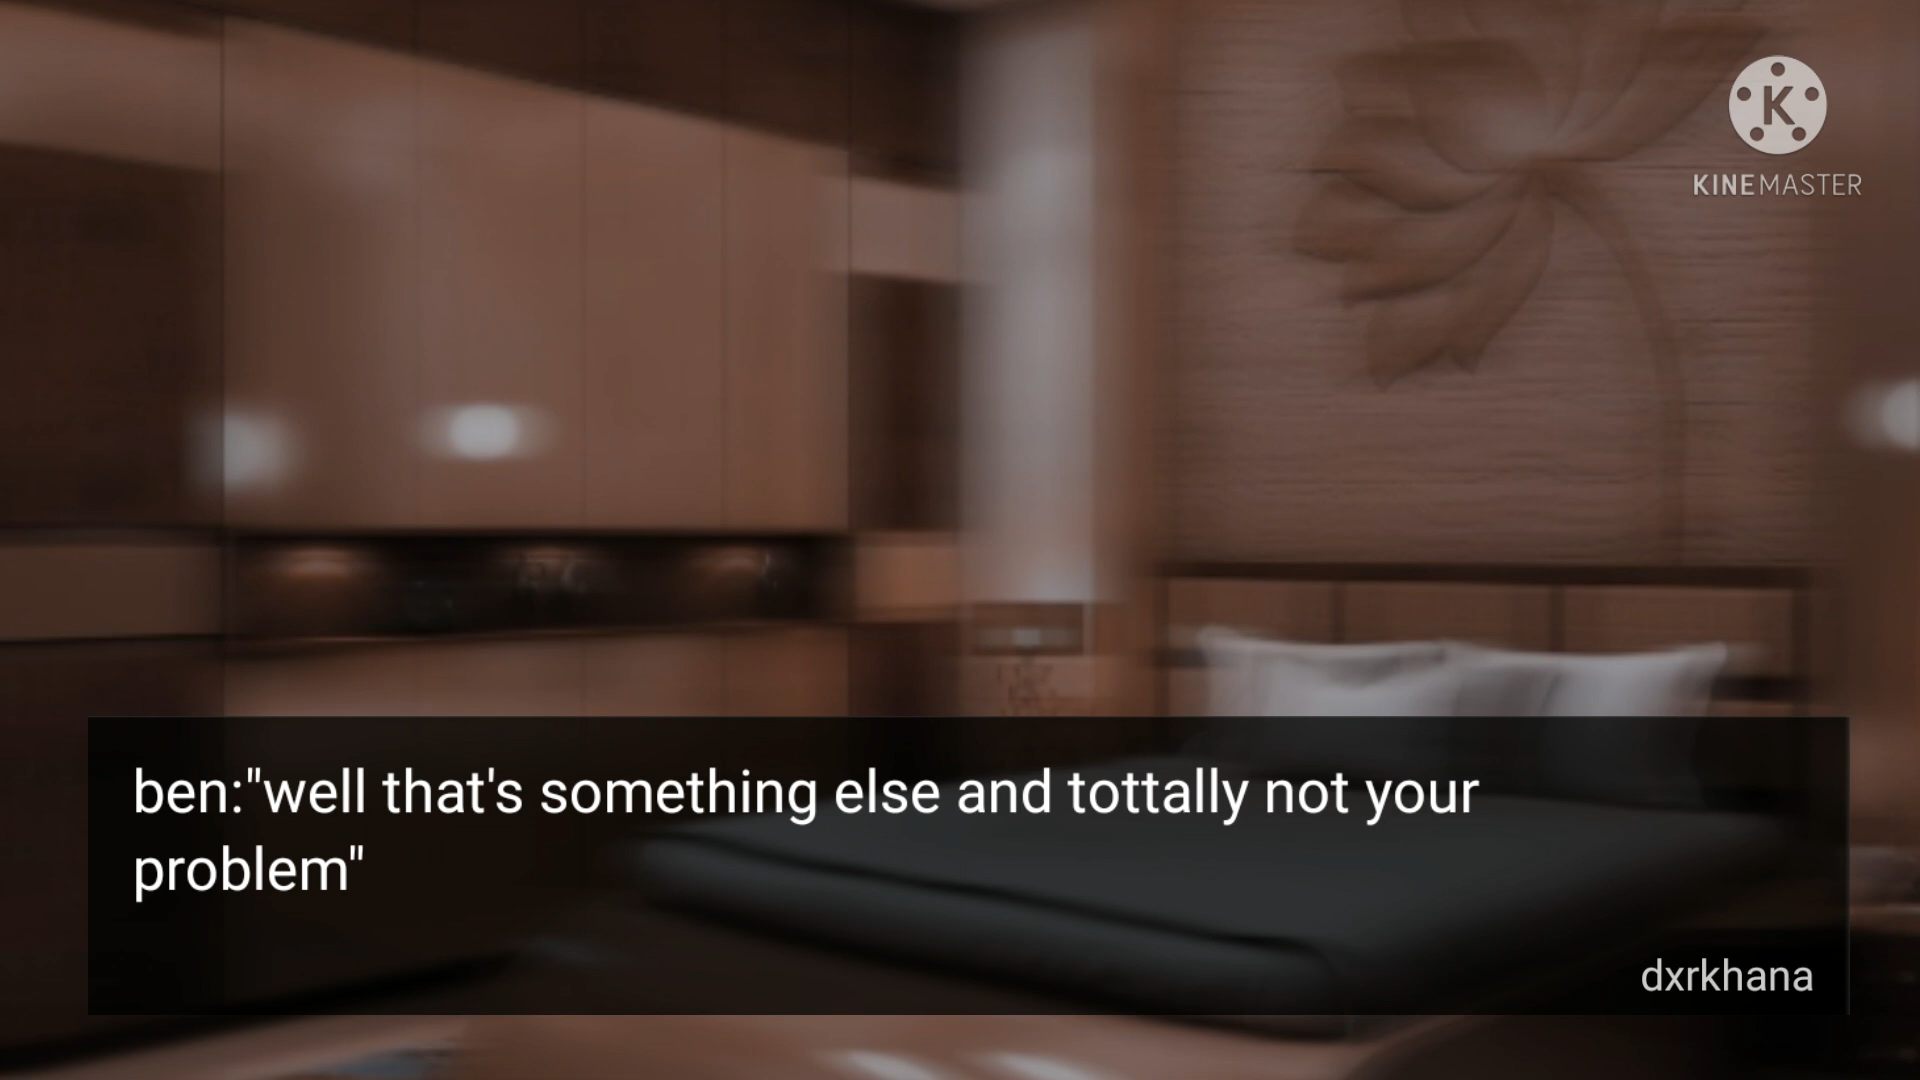 K
KINEMASTER
ben:"well that's something else and tottally not your
problem"
dxrkhana